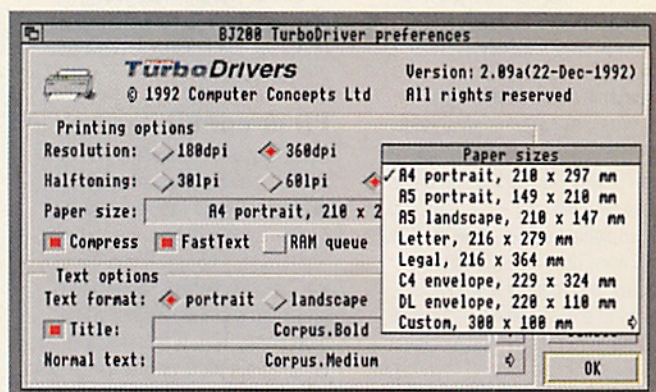 BJ200 TurboDriver preferences
TurboDrivers
Version: 2.09a(22-Dec-1992)
© 1992 Computer Concepts Ltd
All rights reserved
Printing options
Resolution: 180dpi 360dpi
Halftoning: 30lpi 60lpi
Paper size: A4 portrait, 210 x 2
Compress FastText RAM queue
Paper sizes
A4 portrait, 210 x 297 mm
A5 portrait, 149 x 210 mm
A5 landscape, 210 x 147 mm
Letter, 216 x 279 mm
Legal, 216 x 364 mm
C4 envelope, 229 x 324 mm
DL envelope, 220 x 110 mm
Custom, 300 x 100 mm
Text options
Text format: portrait landscape
Title: Corpus.Bold
Normal text: Corpus.Medium
OK